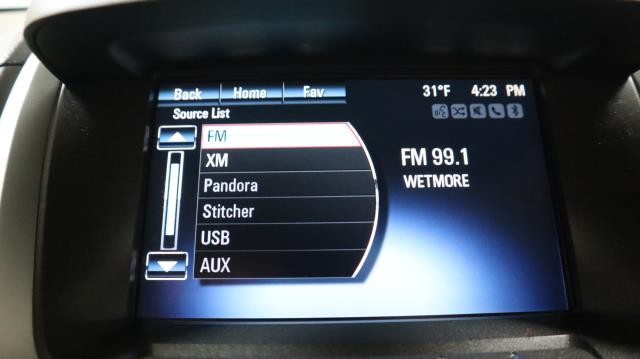 Back Home Fav 31°F 4:23 PM
Source List
FM
XM
Pandora
Stitcher
USB
AUX
FM 99.1
WETMORE